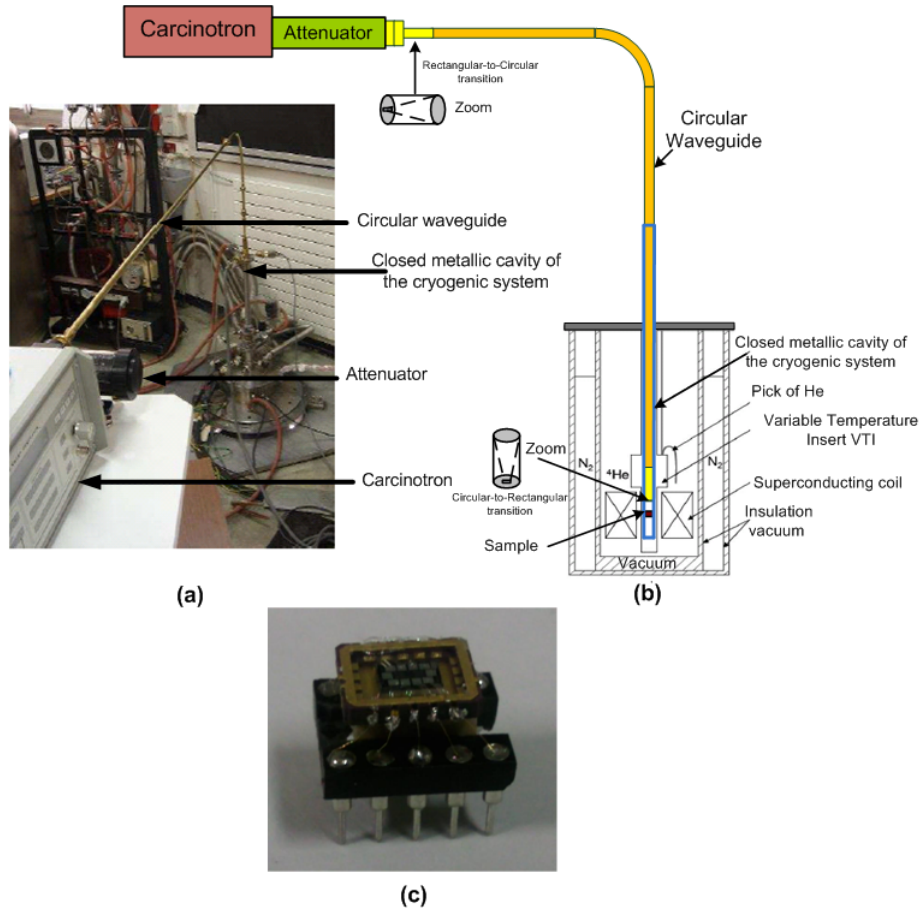 Carcinotron
Attenuator
Rectangular-to-Circular
transition
Zoom
Circular
Waveguide
Circular waveguide
Closed metallic cavity of
the cryogenic system
Attenuator
Carcinotron
Closed metallic cavity of
the cryogenic system
Pick of He
Variable Temperature
Insert VTI
Zoom
N2
4He
N2
Circular-to-Rectangular
transition
Superconducting coil
Insulation
vacuum
Sample
Vacuum
(a)
(b)
(c)